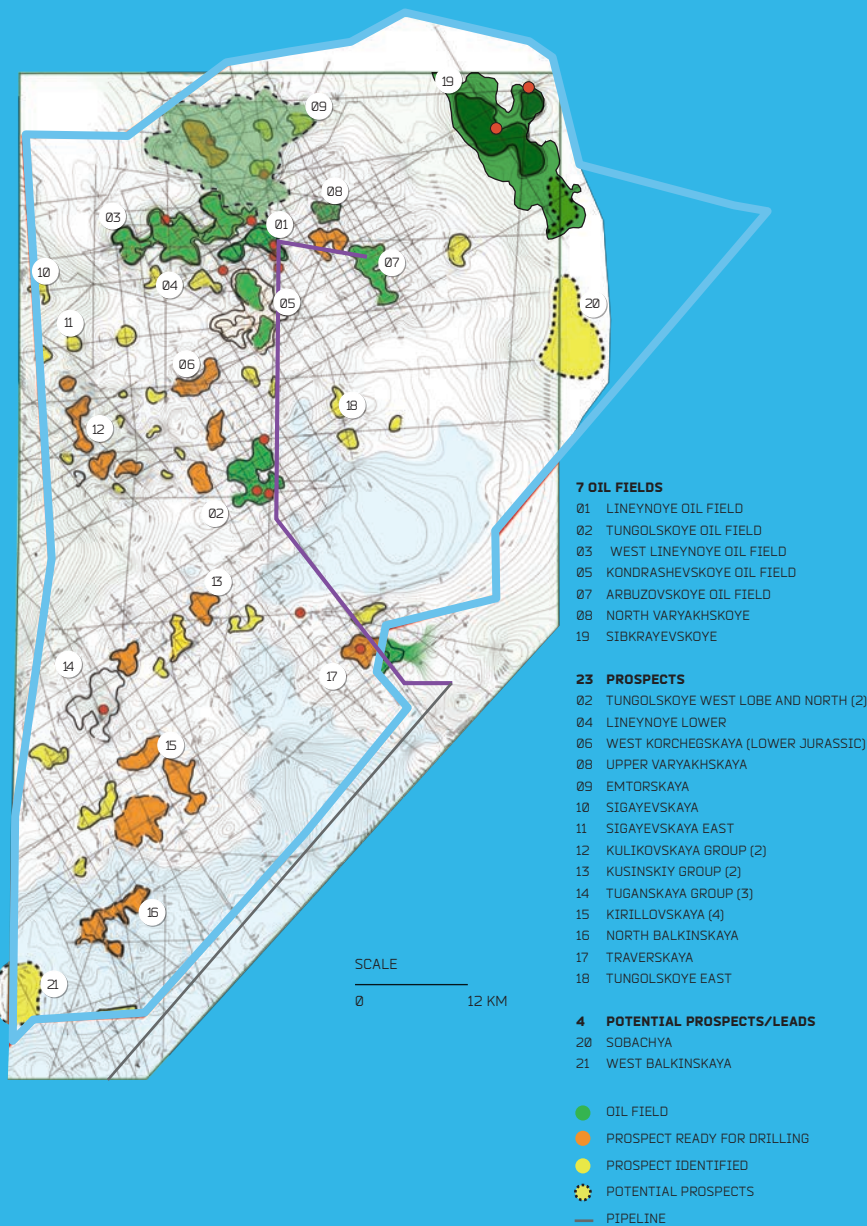 19
09
08
03
01
07
10
04
05
20
11
06
18
12
02
13
14
17
15
16
21
SCALE
0 12 KM
7 OIL FIELDS
01 LINEYNOYE OIL FIELD
02 TUNGOLSKOYE OIL FIELD
03 WEST LINEYNOYE OIL FIELD
05 KONDRASHEVSKOYE OIL FIELD
07 ARBUZOVSKOYE OIL FIELD
08 NORTH VARYAKHSKOYE
19 SIBKRAYEVSKOYE
23 PROSPECTS
02 TUNGOLSKOYE WEST LOBE AND NORTH (2)
04 LINEYNOYE LOWER
06 WEST KORCHEGSKAYA (LOWER JURASSIC)
08 UPPER VARYAKHSKAYA
09 EMTORSKAYA
10 SIGAYEVSKAYA
11 SIGAYEVSKAYA EAST
12 KULIKOVSKAYA GROUP (2)
13 KUSINSKIY GROUP (2)
14 TUGANSKAYA GROUP (3)
15 KIRILLOVSKAYA (4)
16 NORTH BALKINSKAYA
17 TRAVERSKAYA
18 TUNGOLSKOYE EAST
4 POTENTIAL PROSPECTS/LEADS
20 SOBACHYA
21 WEST BALKINSKAYA
OIL FIELD
PROSPECT READY FOR DRILLING
PROSPECT IDENTIFIED
POTENTIAL PROSPECTS
PIPELINE